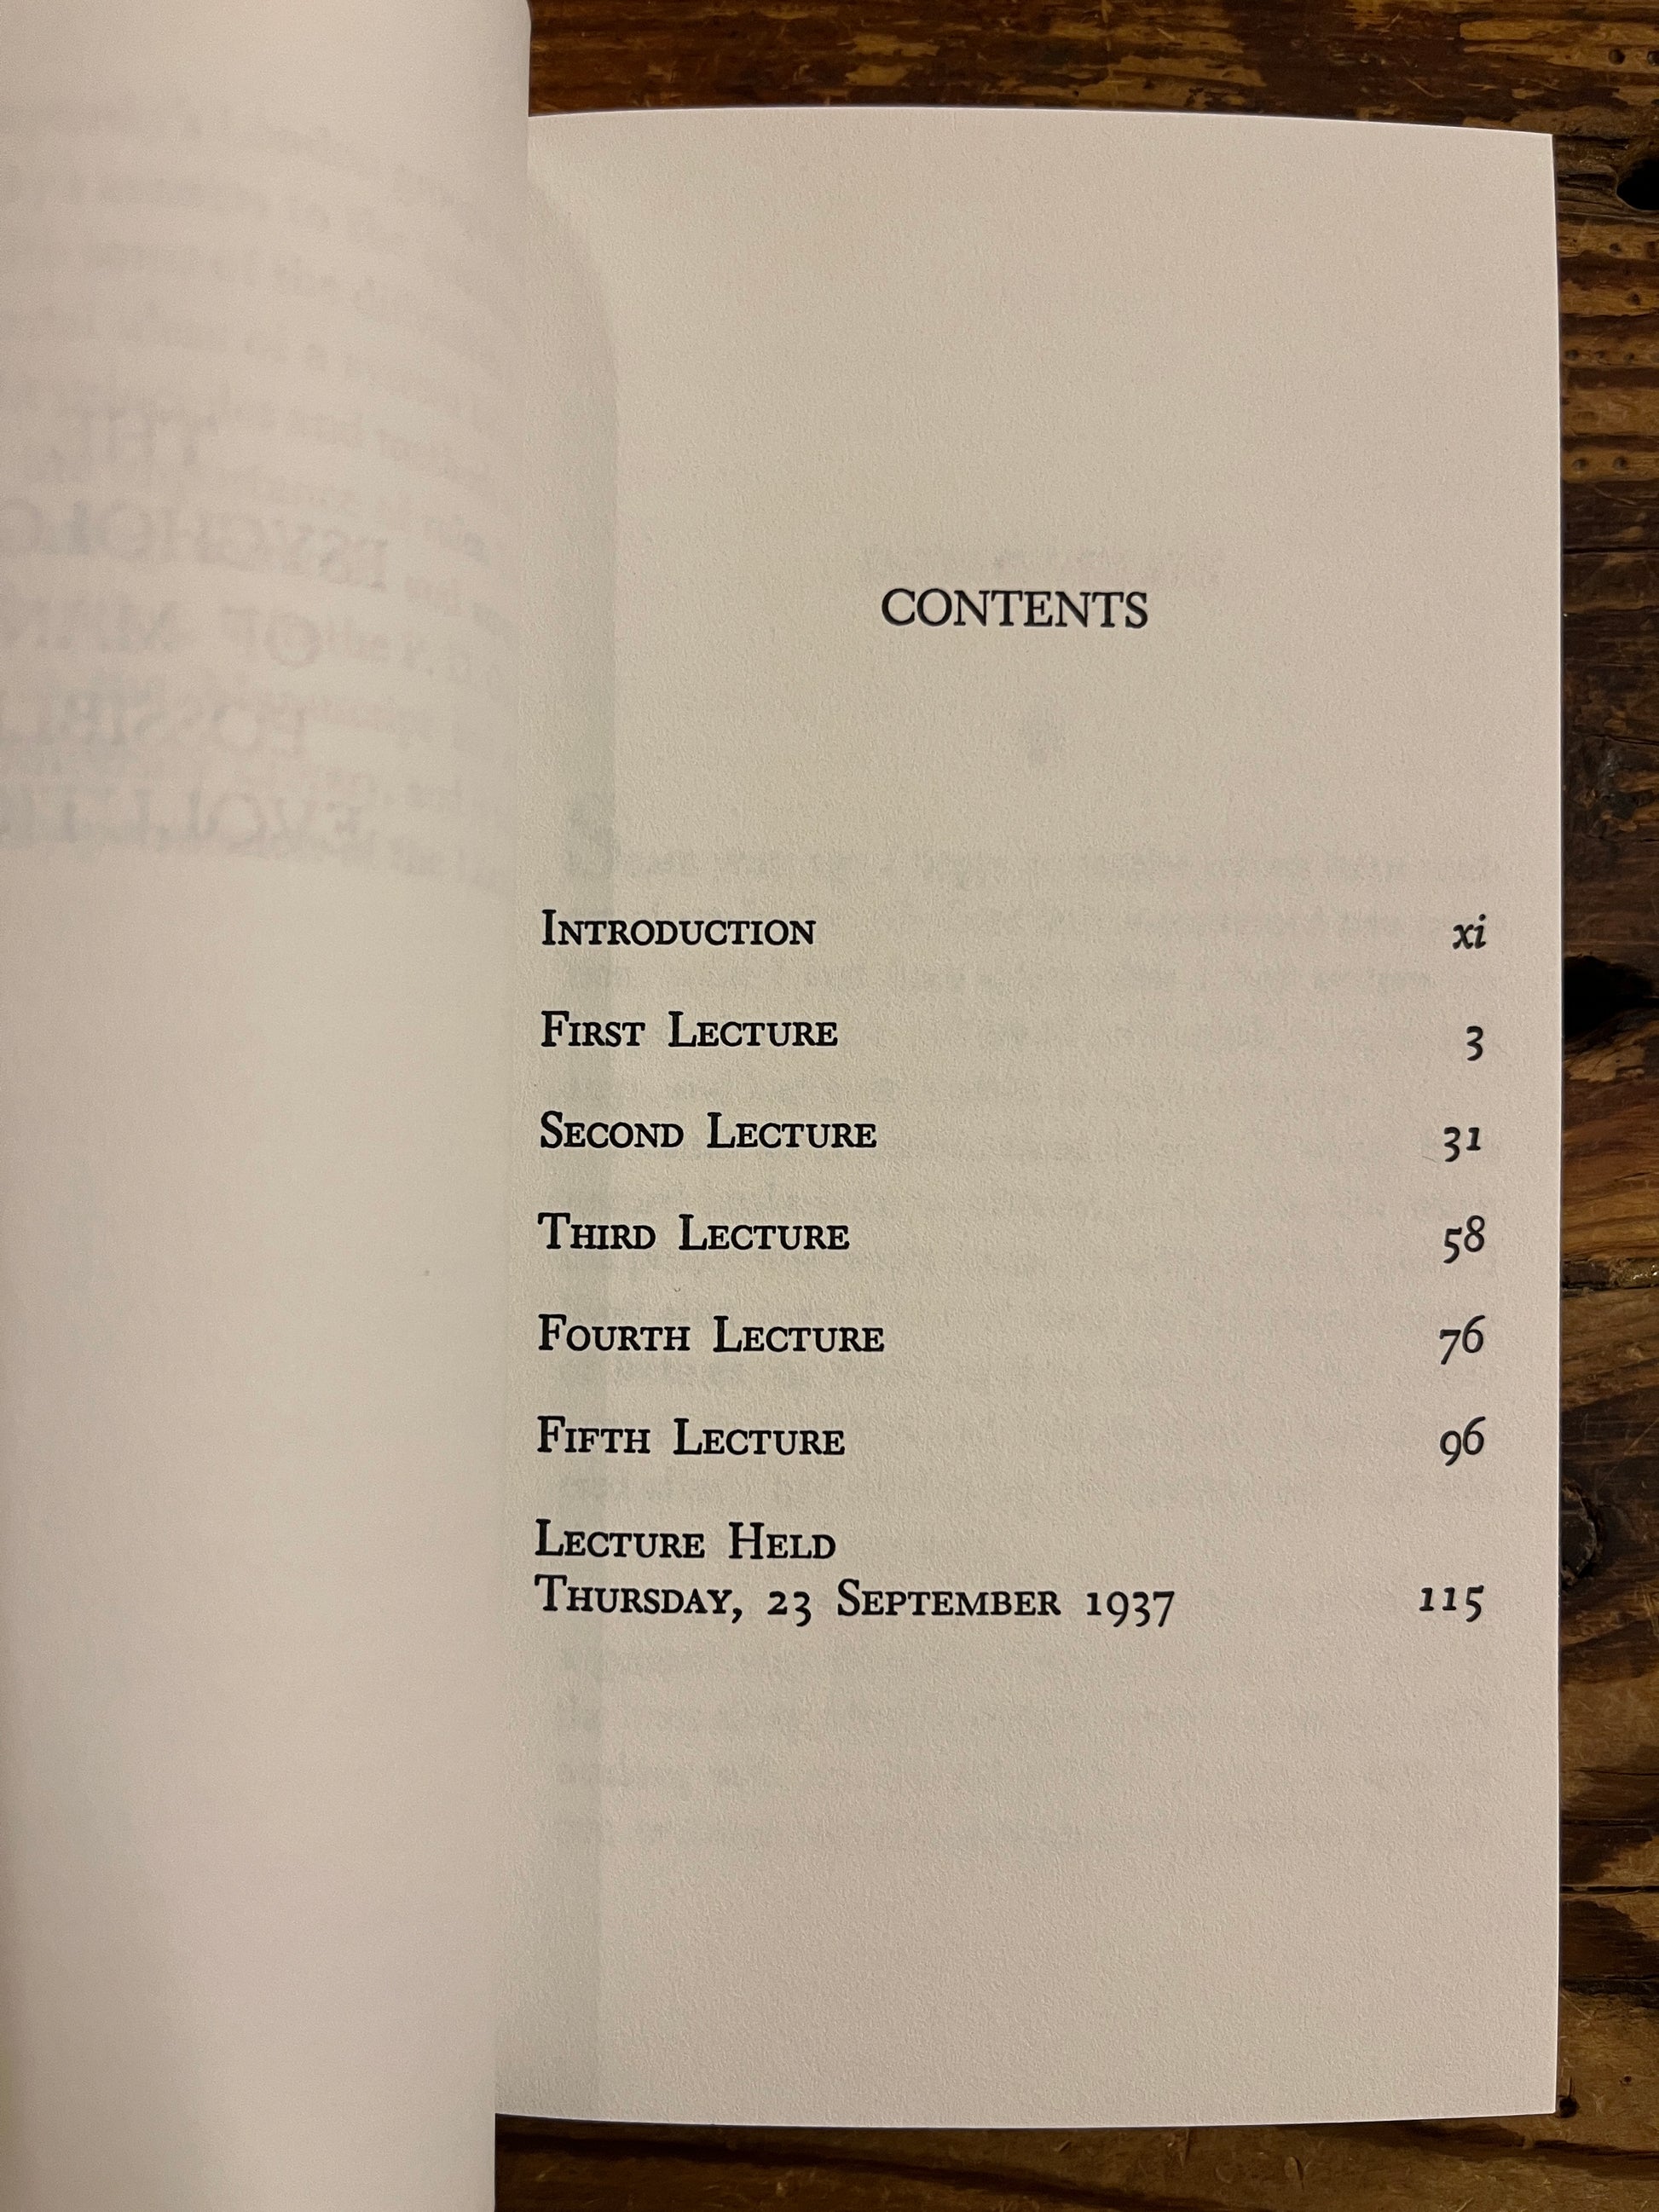 CONTENTS
INTRODUCTION xi
FIRST LECTURE 3
SECOND LECTURE 31
THIRD LECTURE 58
FOURTH LECTURE 76
FIFTH LECTURE 96
LECTURE HELD
THURSDAY, 23 SEPTEMBER 1937 115